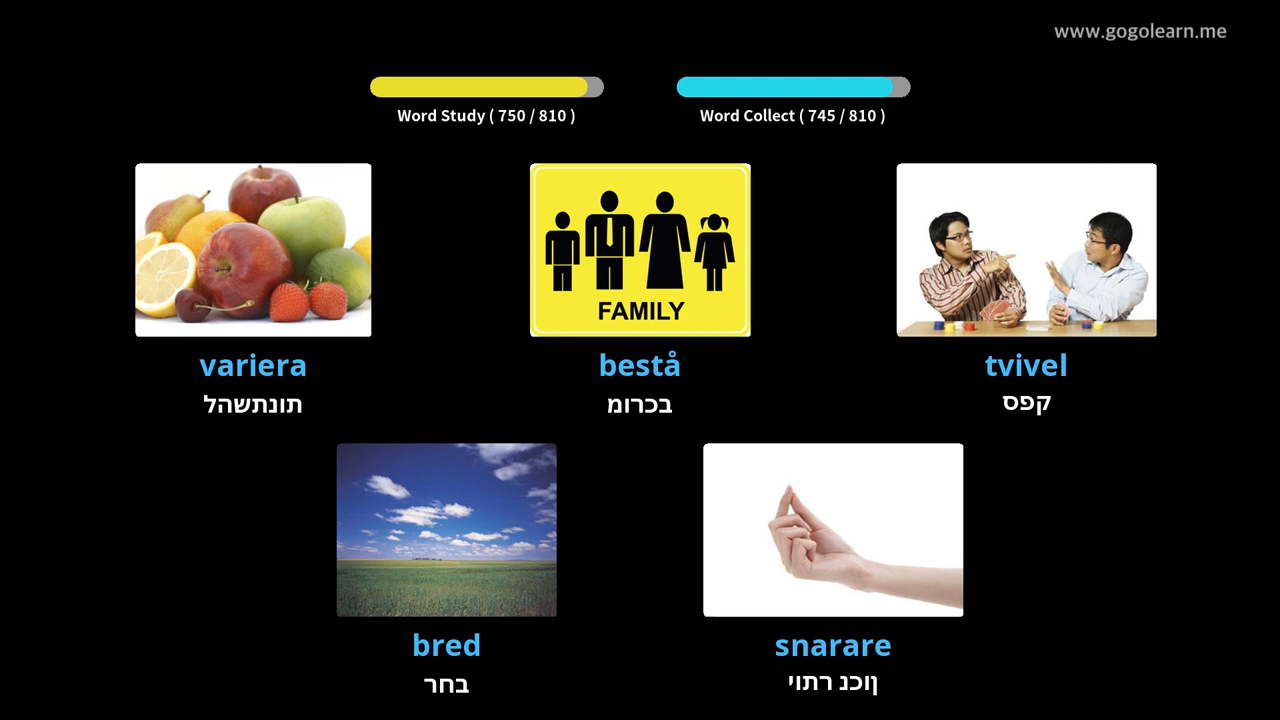 www.gogolearn.me
Word Study ( 750 / 810 )
Word Collect ( 745 / 810 )
FAMILY
variera
bestå
tvivel
תונתשהל
בכרומ
קפס
bred
snarare
בחר
ןוכנ רתוי